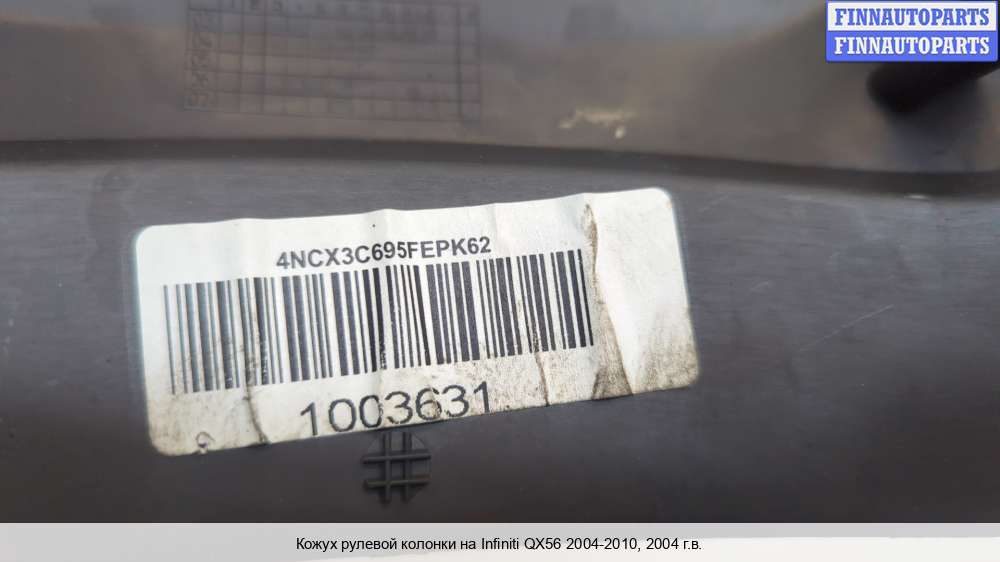 FINNAUTOPARTS
FINNAUTOPARTS
4NCX3C695FEPK62
1003631
Кожух рулевой колонки на Infiniti QX56 2004-2010, 2004 г.в.